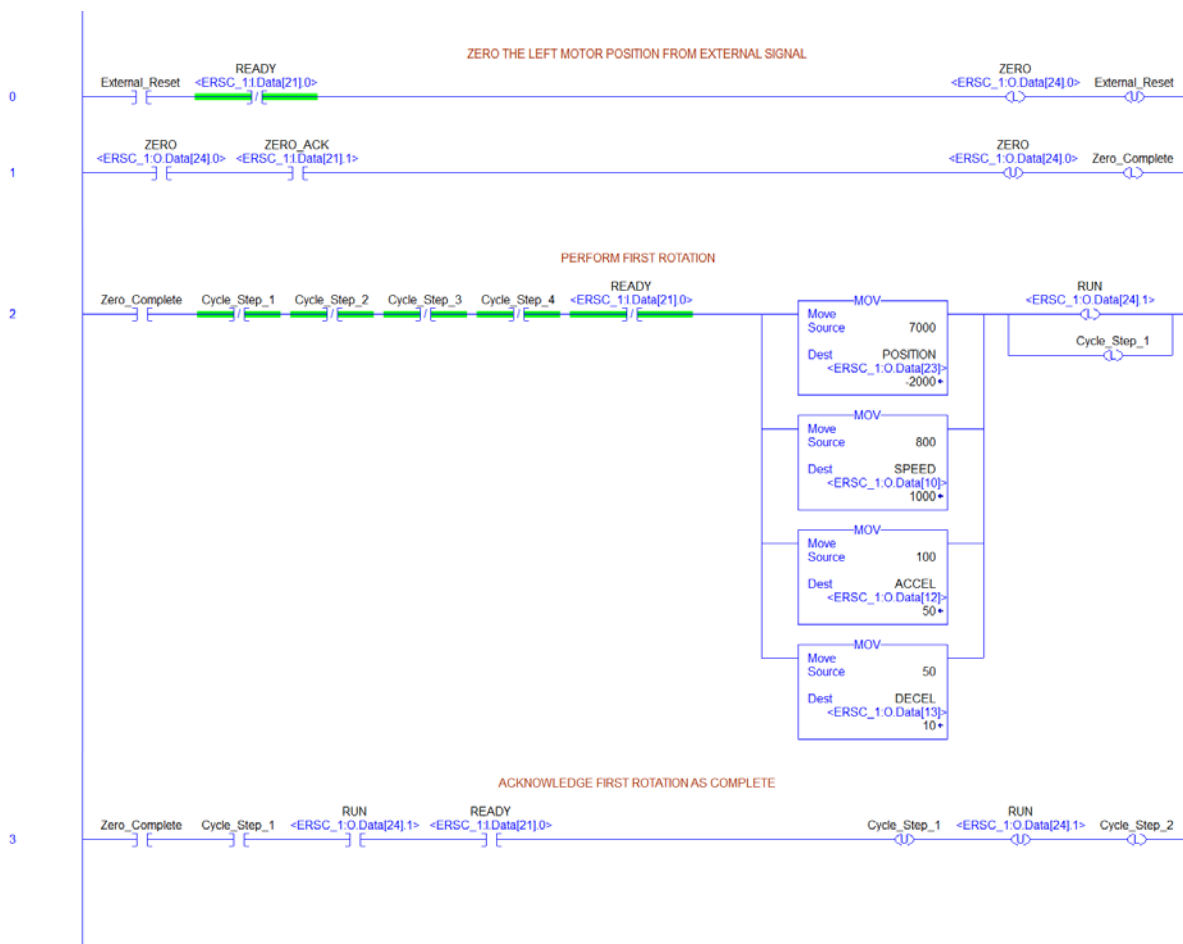 ZERO THE LEFT MOTOR POSITION FROM EXTERNAL SIGNAL
READY ZERO
External_Reset <ERSC_1:I.Data[21].0> <ERSC_1:O.Data[24].0> External_Reset
0 / L U
ZERO ZERO_ACK ZERO
<ERSC_1:O.Data[24].0> <ERSC_1:I.Data[21].1> <ERSC_1:O.Data[24].0> Zero_Complete
1 U L
PERFORM FIRST ROTATION
READY RUN
Zero_Complete Cycle_Step_1 Cycle_Step_2 Cycle_Step_3 Cycle_Step_4 <ERSC_1:I.Data[21].0> <ERSC_1:O.Data[24].1>
2 / / / / / L
Cycle_Step_1
L
MOV
Move
Source 7000
Dest POSITION
<ERSC_1:O.Data[23]>
-2000
MOV
Move
Source 800
Dest SPEED
<ERSC_1:O.Data[10]>
1000
MOV
Move
Source 100
Dest ACCEL
<ERSC_1:O.Data[12]>
50
MOV
Move
Source 50
Dest DECEL
<ERSC_1:O.Data[13]>
10
ACKNOWLEDGE FIRST ROTATION AS COMPLETE
RUN READY RUN
Zero_Complete Cycle_Step_1 <ERSC_1:O.Data[24].1> <ERSC_1:I.Data[21].0> Cycle_Step_1 <ERSC_1:O.Data[24].1> Cycle_Step_2
3 U U L